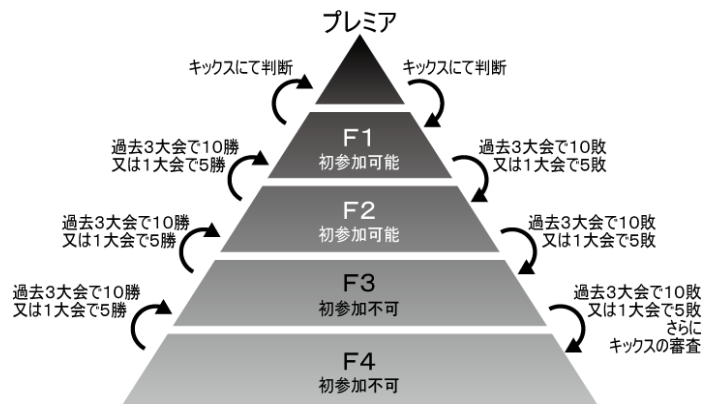 プレミア
キックスにて判断
キックスにて判断
F1
初参加可能
過去3大会で10勝
又は1大会で5勝
過去3大会で10敗
又は1大会で5敗
F2
初参加可能
過去3大会で10勝
又は1大会で5勝
過去3大会で10敗
又は1大会で5敗
F3
初参加不可
過去3大会で10勝
又は1大会で5勝
過去3大会で10敗
又は1大会で5敗
さらに
キックスの審査
F4
初参加不可